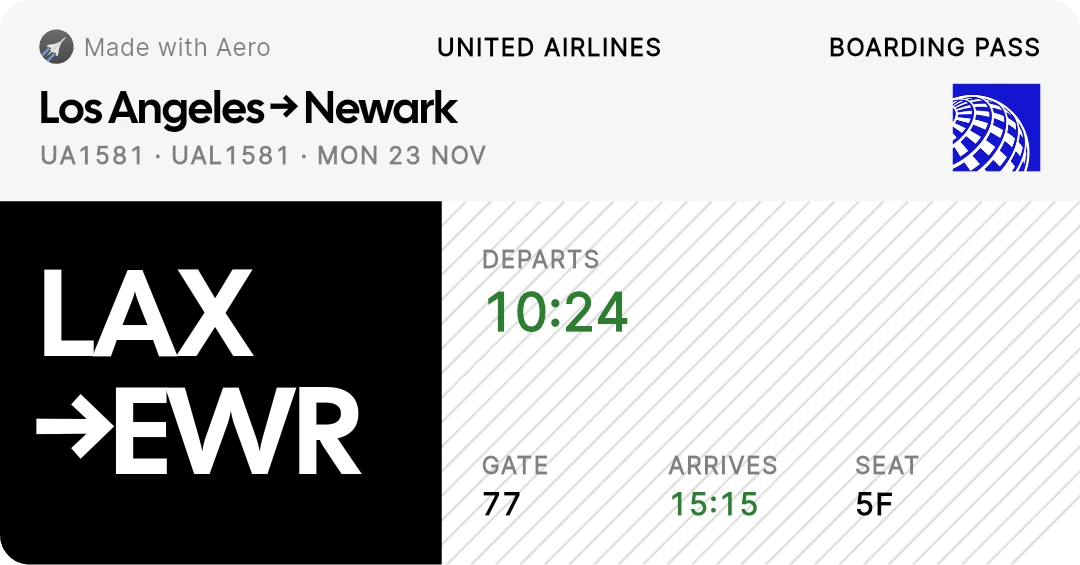 Made with Aero
UNITED AIRLINES
BOARDING PASS
Los Angeles → Newark
UA1581 · UAL1581 · MON 23 NOV
LAX
→EWR
DEPARTS
10:24
GATE
77
ARRIVES
15:15
SEAT
5F